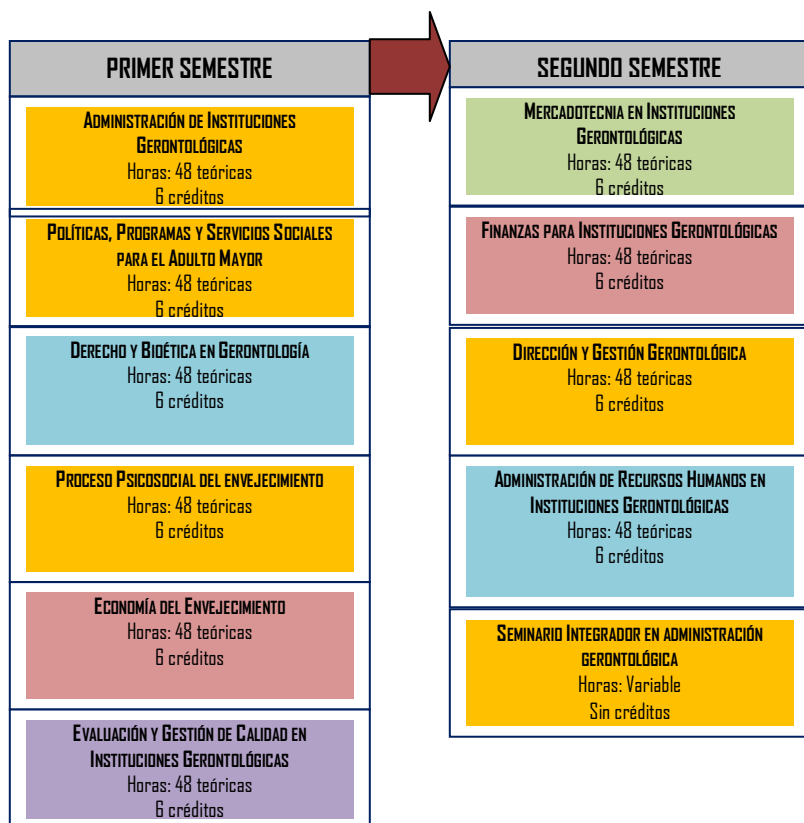 PRIMER SEMESTRE
ADMINISTRACIÓN DE INSTITUCIONES
GERONTOLÓGICAS
Horas: 48 teóricas
6 créditos
POLÍTICAS, PROGRAMAS Y SERVICIOS SOCIALES
PARA EL ADULTO MAYOR
Horas: 48 teóricas
6 créditos
DERECHO Y BIOÉTICA EN GERONTOLOGÍA
Horas: 48 teóricas
6 créditos
PROCESO PSICOSOCIAL DEL ENVEJECIMIENTO
Horas: 48 teóricas
6 créditos
ECONOMÍA DEL ENVEJECIMIENTO
Horas: 48 teóricas
6 créditos
EVALUACIÓN Y GESTIÓN DE CALIDAD EN
INSTITUCIONES GERONTOLÓGICAS
Horas: 48 teóricas
6 créditos
SEGUNDO SEMESTRE
MERCADOTECNIA EN INSTITUCIONES
GERONTOLÓGICAS
Horas: 48 teóricas
6 créditos
FINANZAS PARA INSTITUCIONES GERONTOLÓGICAS
Horas: 48 teóricas
6 créditos
DIRECCIÓN Y GESTIÓN GERONTOLÓGICA
Horas: 48 teóricas
6 créditos
ADMINISTRACIÓN DE RECURSOS HUMANOS EN
INSTITUCIONES GERONTOLÓGICAS
Horas: 48 teóricas
6 créditos
SEMINARIO INTEGRADOR EN ADMINISTRACIÓN
GERONTOLÓGICA
Horas: Variable
Sin créditos